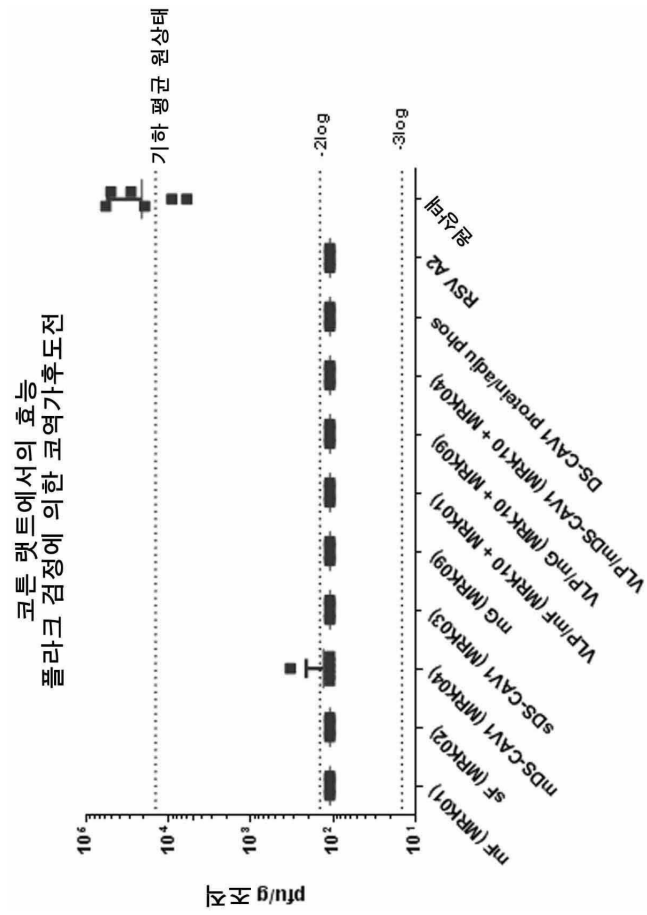 코튼 랫트에서의 효능
플라크 검정에 의한 코역가후도전
pfu/g 조직
10⁶
10⁴
10³
10²
10¹
기하 평균 원상태
-2log
-3log
mF (MRK01)
sF (MRK02)
mDS-CAV1 (MRK04)
sDS-CAV1 (MRK03)
mG (MRK09)
VLP/mF (MRK10 + MRK01)
VLP/mG (MRK10 + MRK09)
VLP/mDS-CAV1 (MRK10 + MRK04)
DS-CAV1 protein/adju phos
RSV A2
원상태